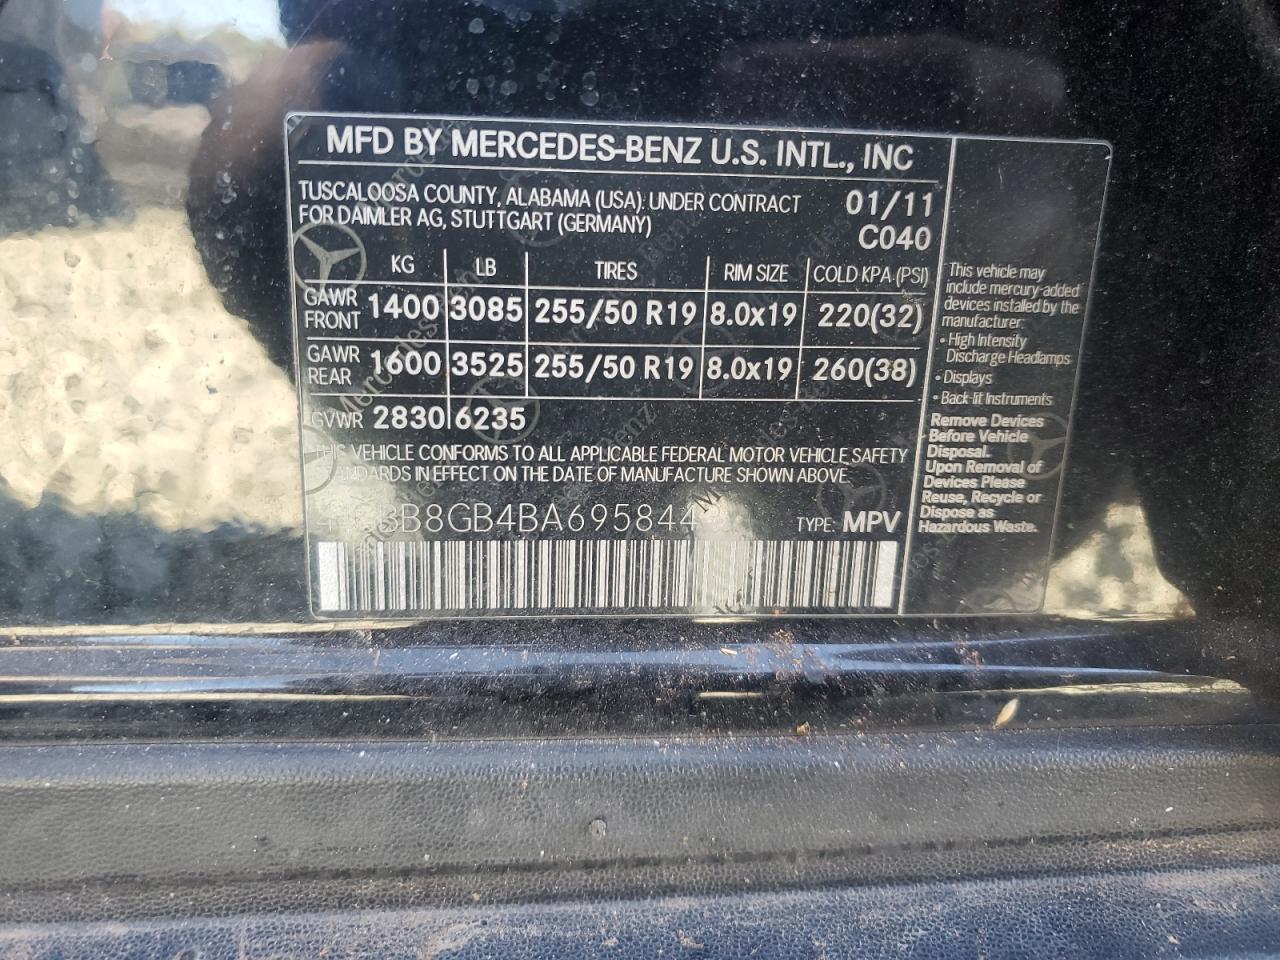 MFD BY MERCEDES-BENZ U.S. INTL., INC
TUSCALOOSA COUNTY, ALABAMA (USA). UNDER CONTRACT 01/11
FOR DAIMLER AG, STUTTGART (GERMANY) C040
KG LB TIRES RIM SIZE COLD KPA (PSI)
GAWR FRONT 1400 3085 255/50 R19 8.0x19 220(32)
GAWR REAR 1600 3525 255/50 R19 8.0x19 260(38)
GVWR 2830 6235
THIS VEHICLE CONFORMS TO ALL APPLICABLE FEDERAL MOTOR VEHICLE SAFETY
STANDARDS IN EFFECT ON THE DATE OF MANUFACTURE SHOWN ABOVE.
TYPE: MPV
This vehicle may
include mercury-added
devices installed by the
manufacturer:
• High Intensity
Discharge Headlamps
• Displays
• Back-lit Instruments
Remove Devices
Before Vehicle
Disposal.
Upon Removal of
Devices Please
Reuse, Recycle or
Dispose as
Hazardous Waste.